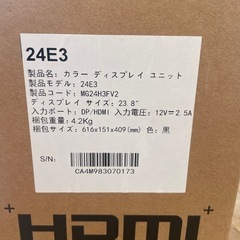 24E3
製品名: カラー ディスプレイ ユニット
製品モデル: 24E3
製品コード: MG24H3FV2
ディスプレイ サイズ: 23.8"
入力ポート: DP/HDMI 入力電圧: 12V=2.5A
梱包重量: 4.2Kg
梱包サイズ: 616x151x409(mm) 色: 黒
S/N:
CA4M983070173
HDMI